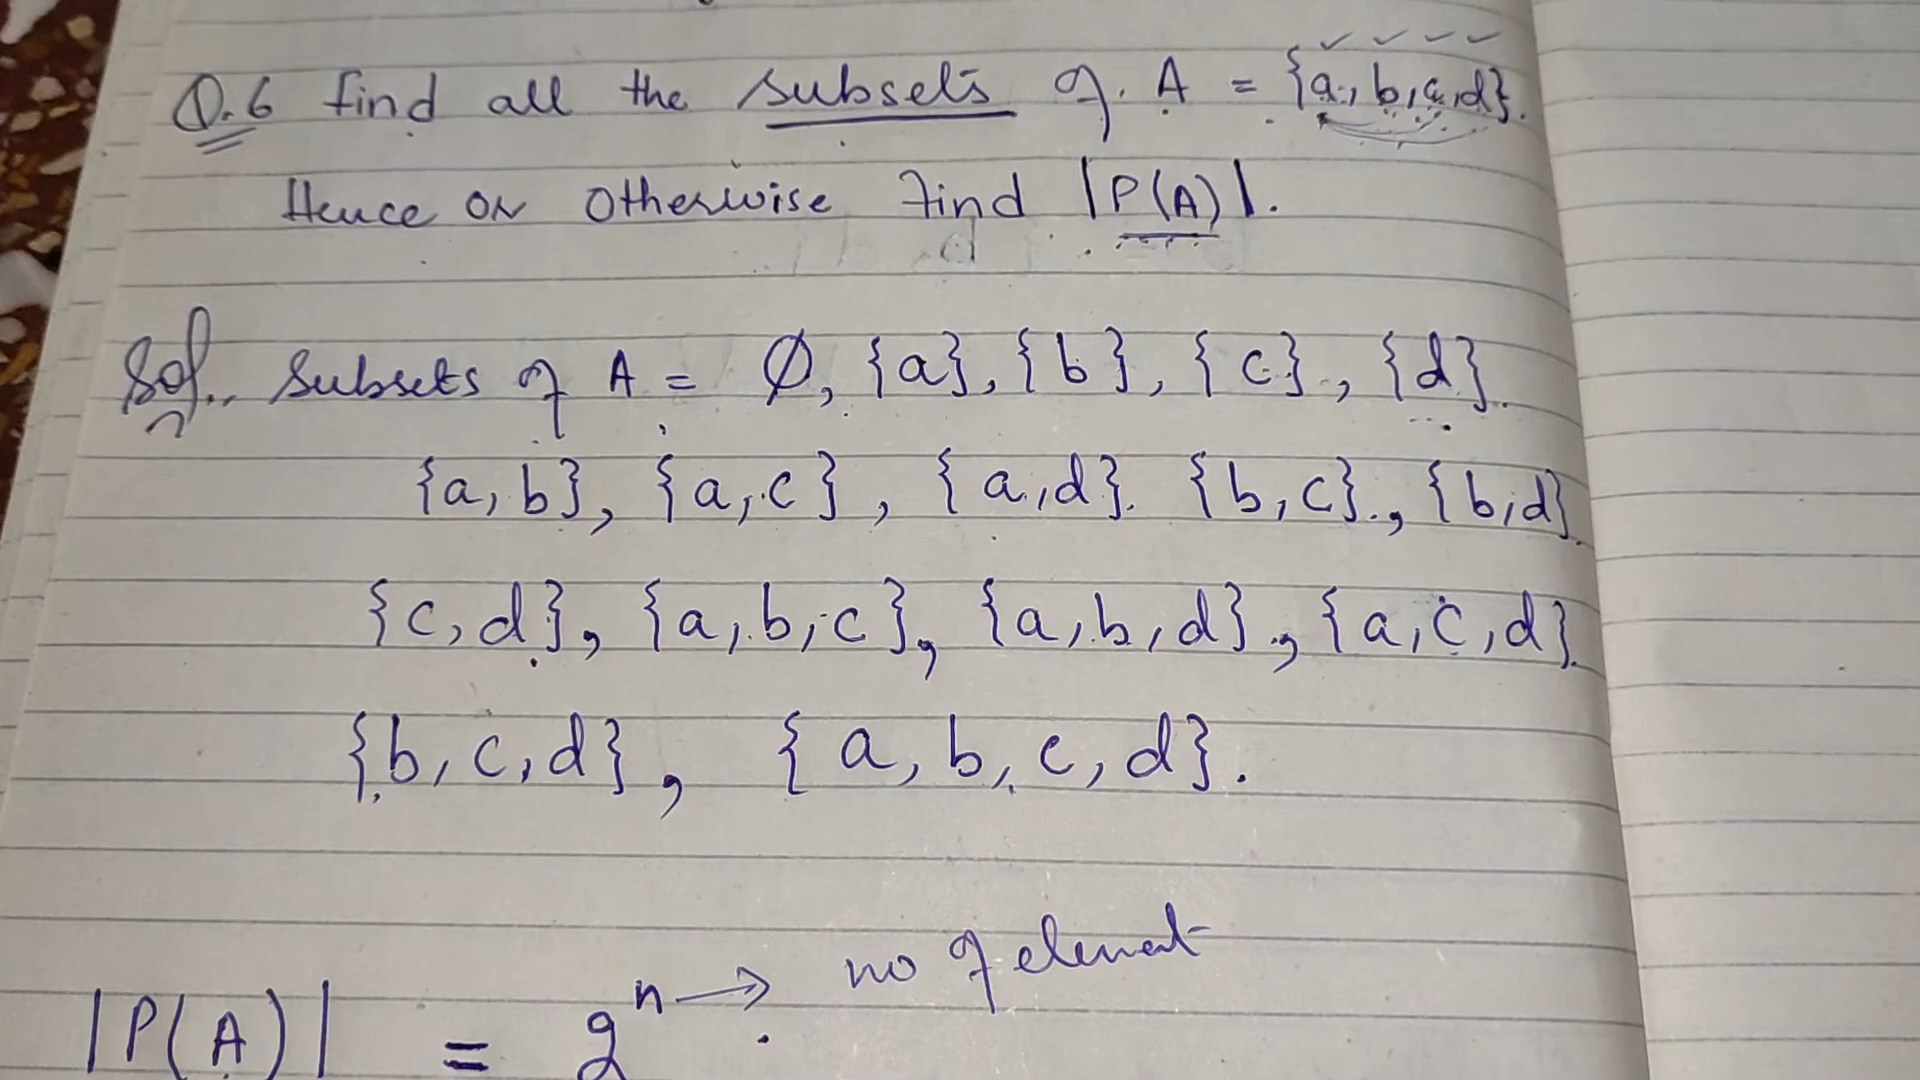 Q.6 find all the subsets of A = {a, b, c, d}.
Hence or Otherwise find |P(A)|.
Sol. Subsets of A = Ø, {a}, {b}, {c}, {d}.
{a, b}, {a, c}, {a, d}. {b, c}, {b, d}
{c, d}, {a, b, c}, {a, b, d}, {a, c, d}
{b, c, d}, {a, b, c, d}.
|P(A)| = 2ⁿ → no of element